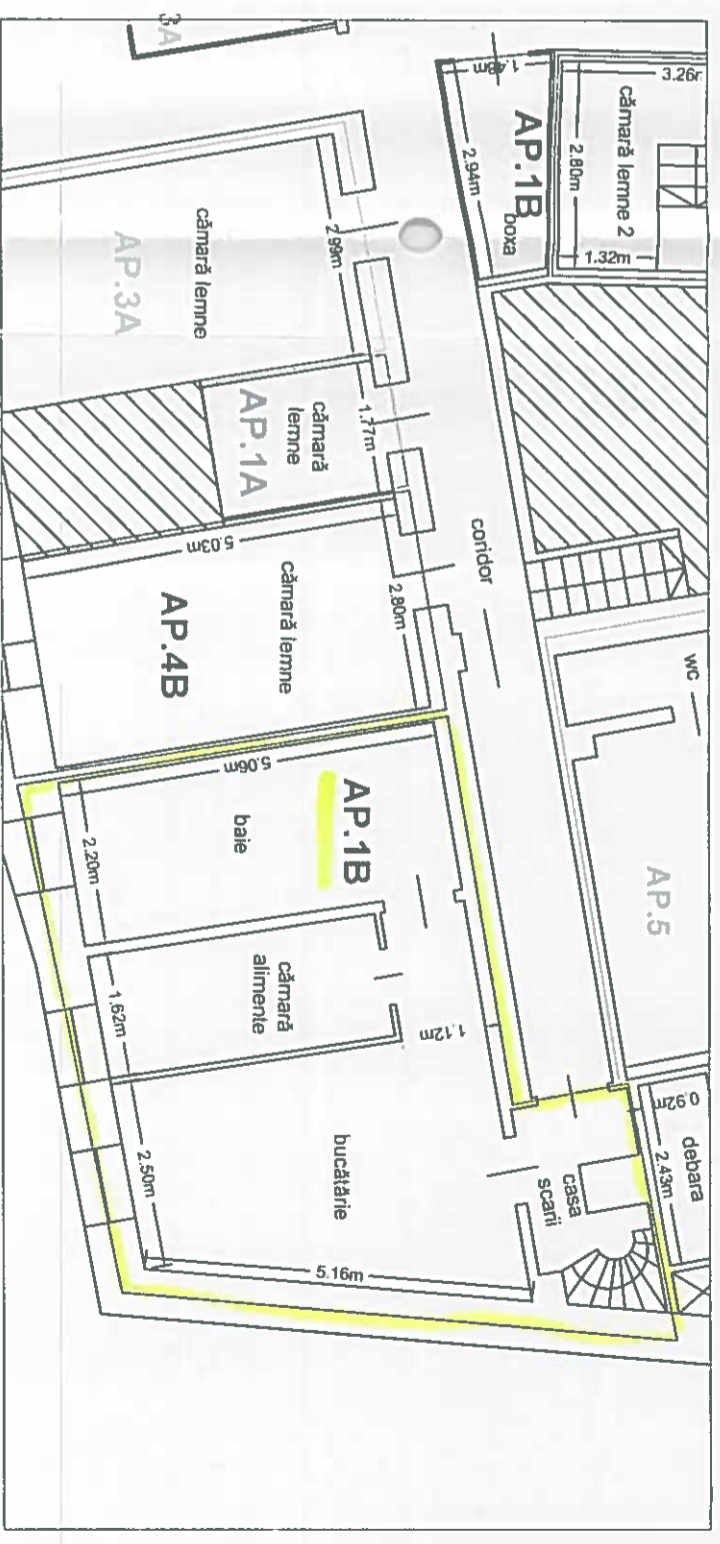 3A
1.48m
3.26m
cămară lemne 2
2.80m
1.32m
AP.1B
boxa
2.94m
2.99m
cămară lemne
AP.3A
1.77m
cămară
lemne
AP.1A
coridor
5.03m
2.80m
cămară lemne
AP.4B
wc
AP.5
5.06m
AP.1B
baie
2.20m
cămară
alimente
1.62m
1.12m
bucătărie
2.50m
5.16m
casa
scarii
0.92m
debara
2.43m